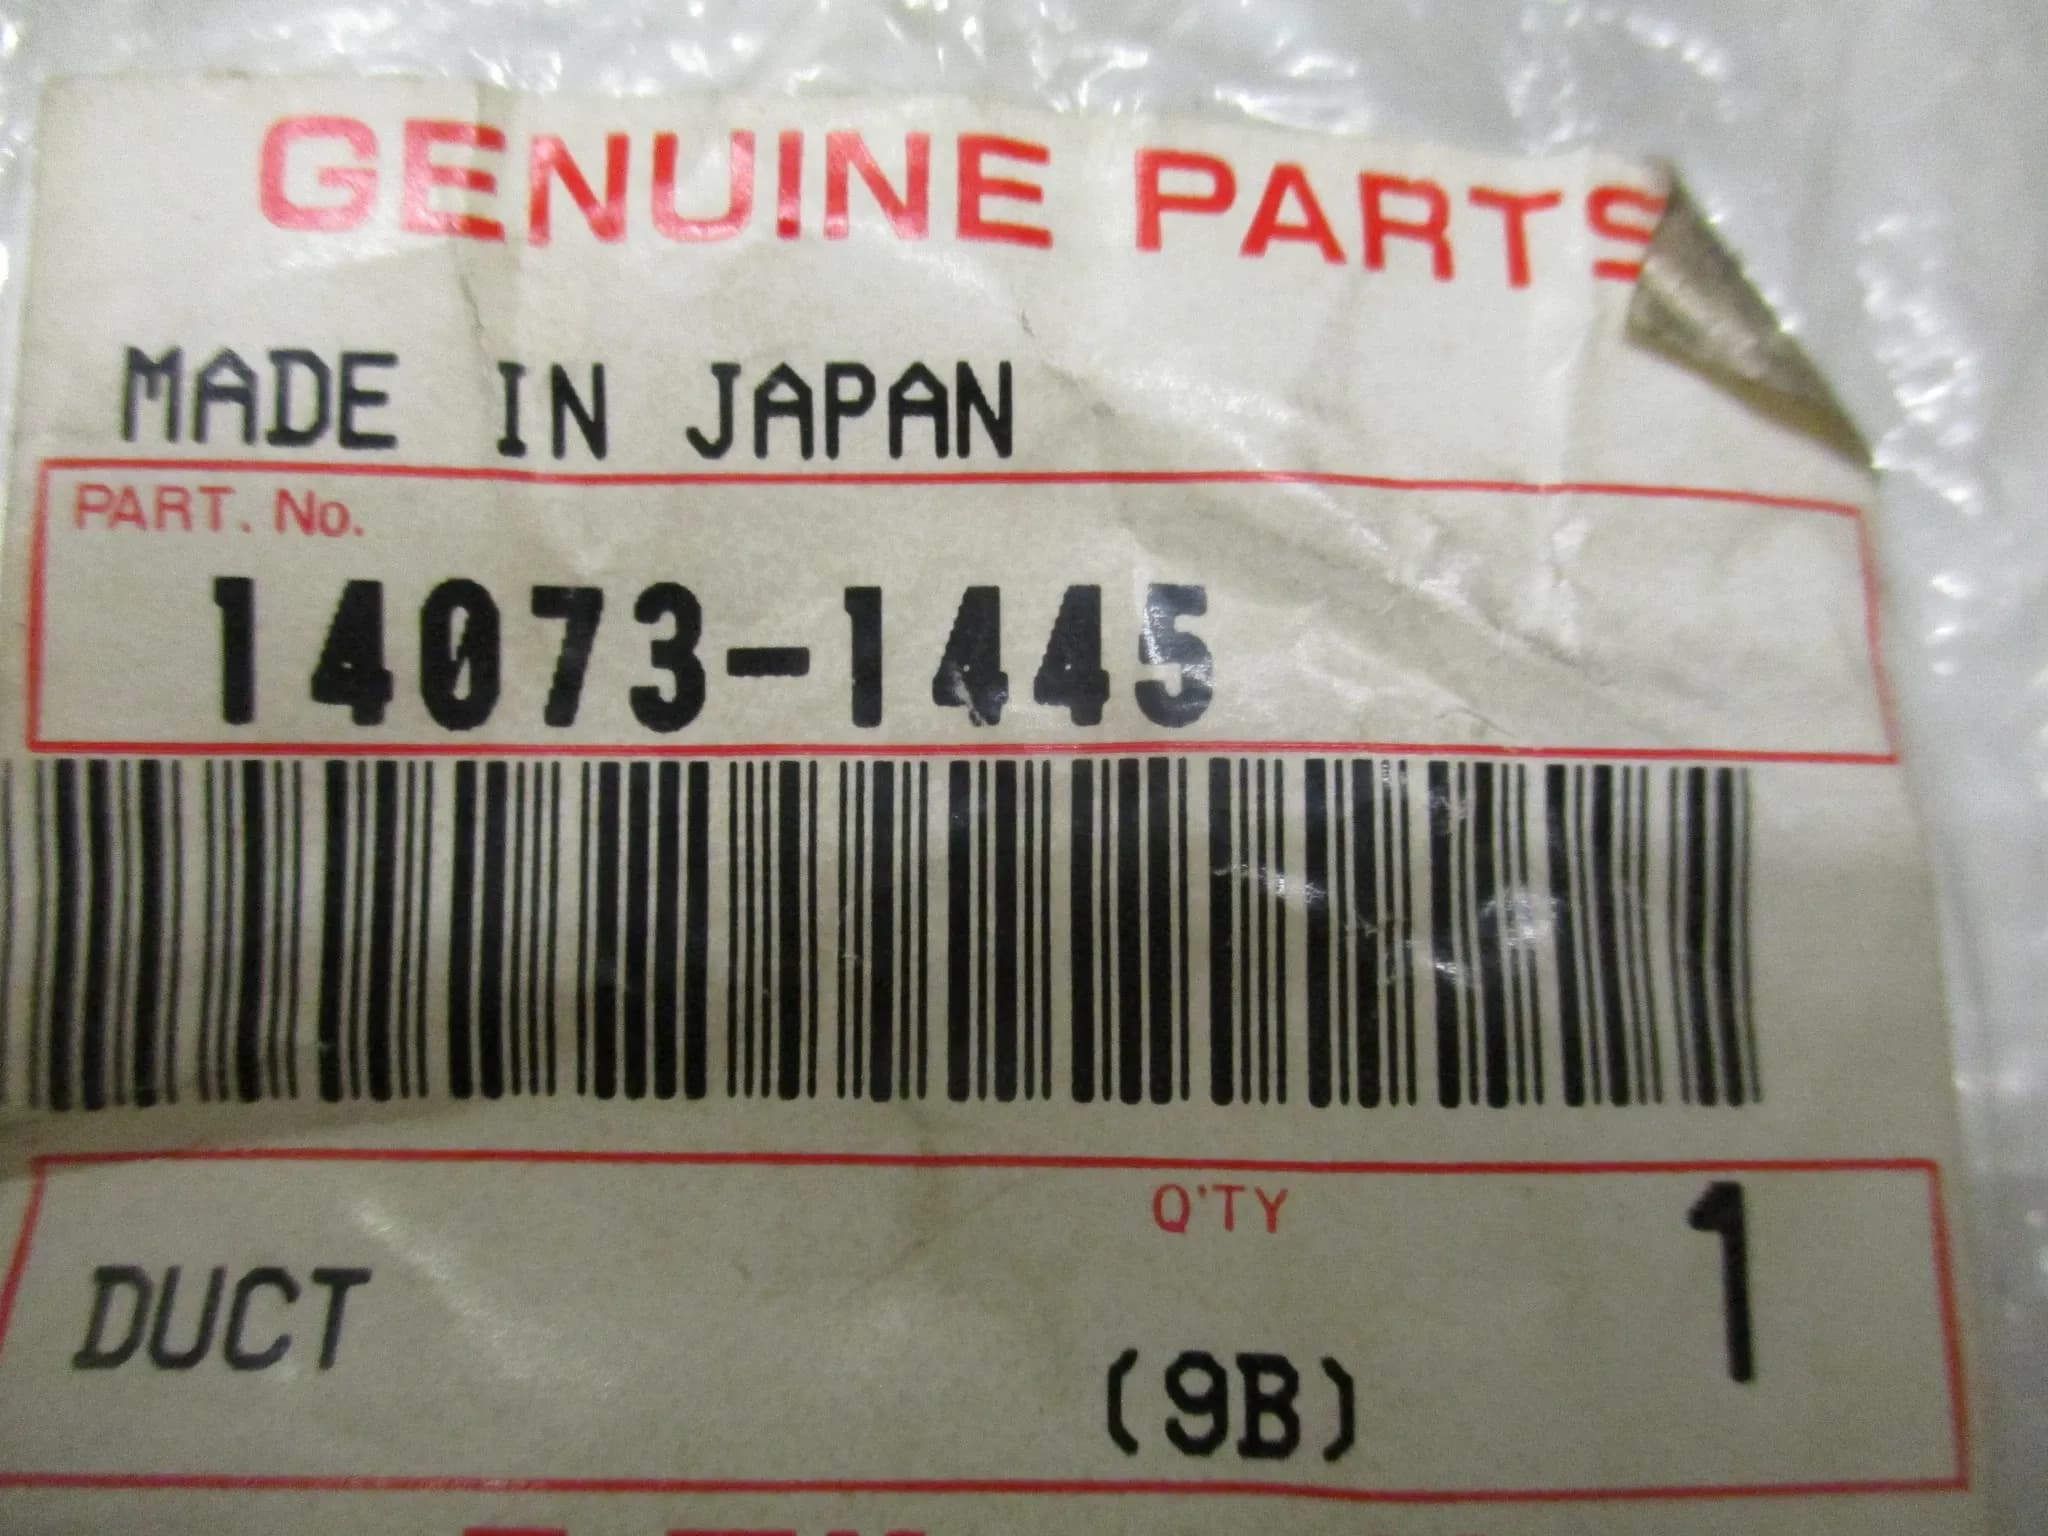 GENUINE PARTS
MADE IN JAPAN
PART. No.
14073-1445
Q'TY 1
DUCT
(9B)